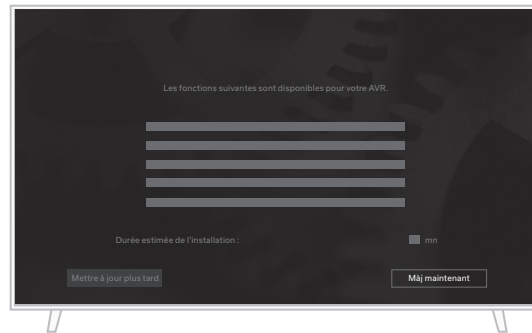 Les fonctions suivantes sont disponibles pour votre AVR.
Durée estimée de l'installation : mn
Mettre à jour plus tard Màj maintenant